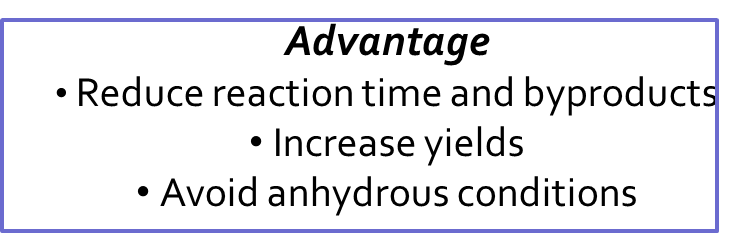 Advantage
• Reduce reaction time and byproducts
• Increase yields
• Avoid anhydrous conditions